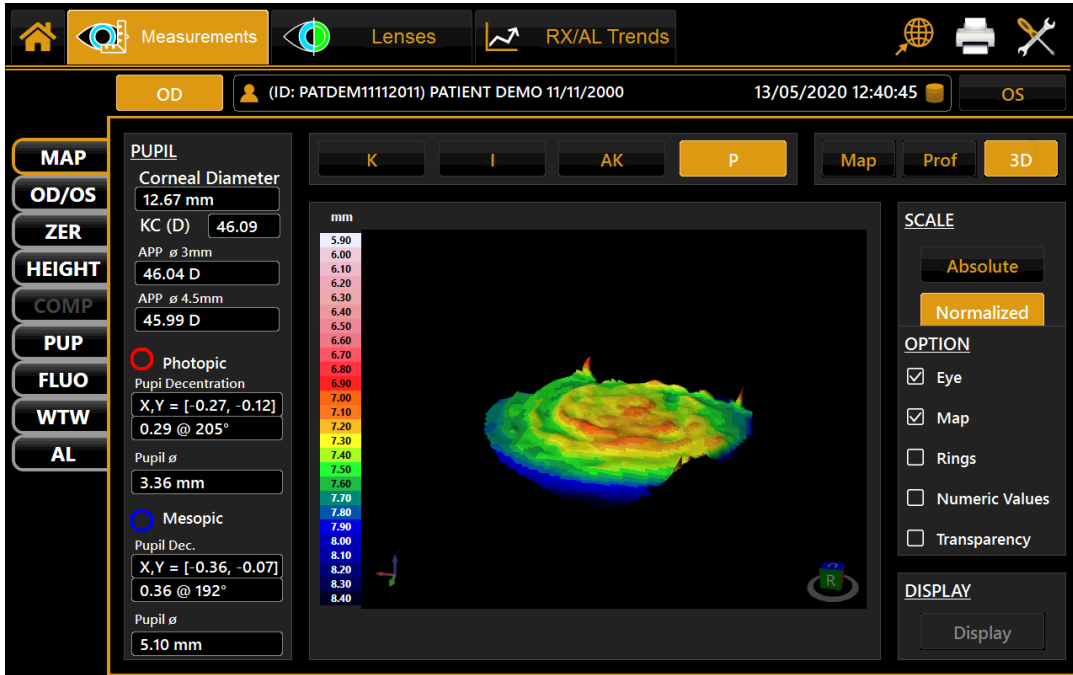 Measurements
Lenses
RX/AL Trends
OD
(ID: PATDEM11112011) PATIENT DEMO 11/11/2000
13/05/2020 12:40:45
OS
MAP
OD/OS
ZER
HEIGHT
COMP
PUP
FLUO
WTW
AL
PUPIL
Corneal Diameter
12.67 mm
KC (D) 46.09
APP ø 3mm
46.04 D
APP ø 4.5mm
45.99 D
Photopic
Pupi Decentration
X,Y = [-0.27, -0.12]
0.29 @ 205°
Pupil ø
3.36 mm
Mesopic
Pupil Dec.
X,Y = [-0.36, -0.07]
0.36 @ 192°
Pupil ø
5.10 mm
K
I
AK
P
Map
Prof
3D
mm
5.90
6.00
6.10
6.20
6.30
6.40
6.50
6.60
6.70
6.80
6.90
7.00
7.10
7.20
7.30
7.40
7.50
7.60
7.70
7.80
7.90
8.00
8.10
8.20
8.30
8.40
R
SCALE
Absolute
Normalized
OPTION
Eye
Map
Rings
Numeric Values
Transparency
DISPLAY
Display